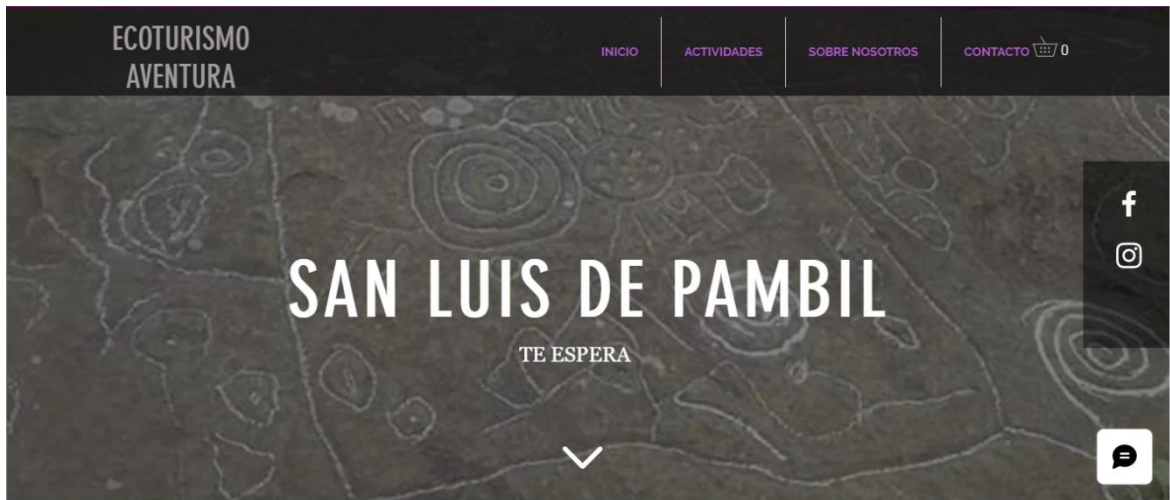 ECOTURISMO
AVENTURA
INICIO
ACTIVIDADES
SOBRE NOSOTROS
CONTACTO
0
SAN LUIS DE PAMBIL
TE ESPERA